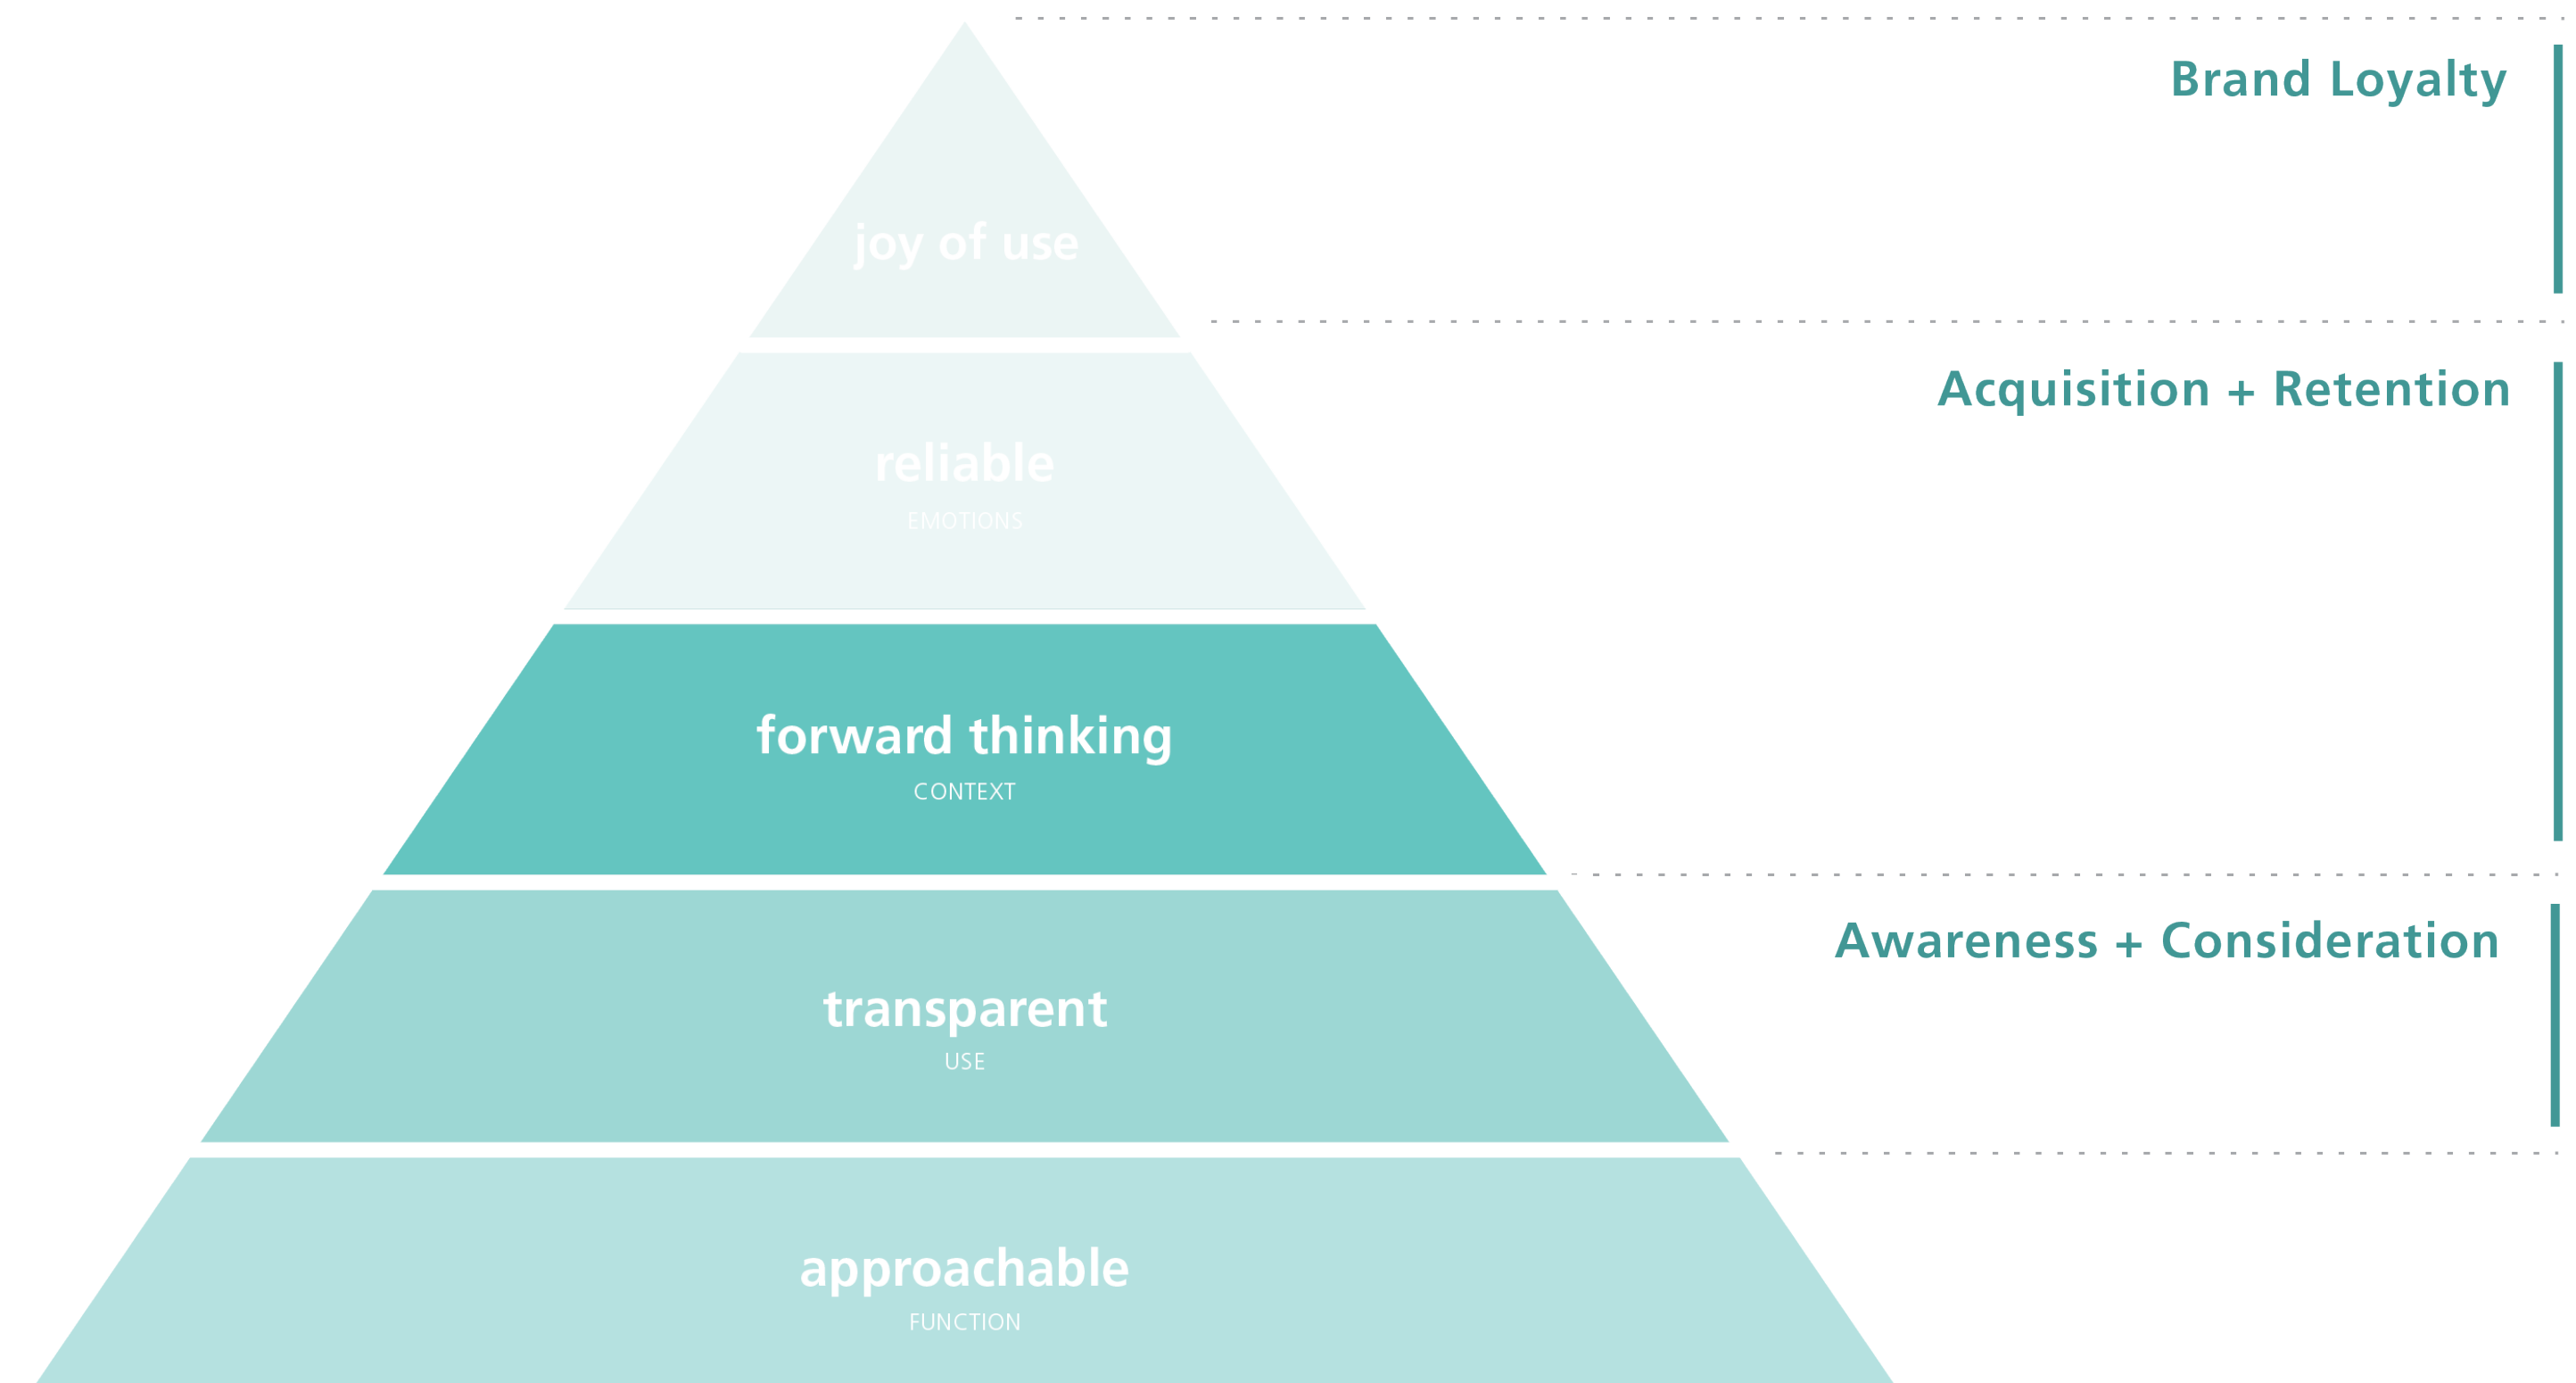 Brand Loyalty
joy of use
Acquisition + Retention
reliable
EMOTIONS
forward thinking
CONTEXT
Awareness + Consideration
transparent
USE
approachable
FUNCTION